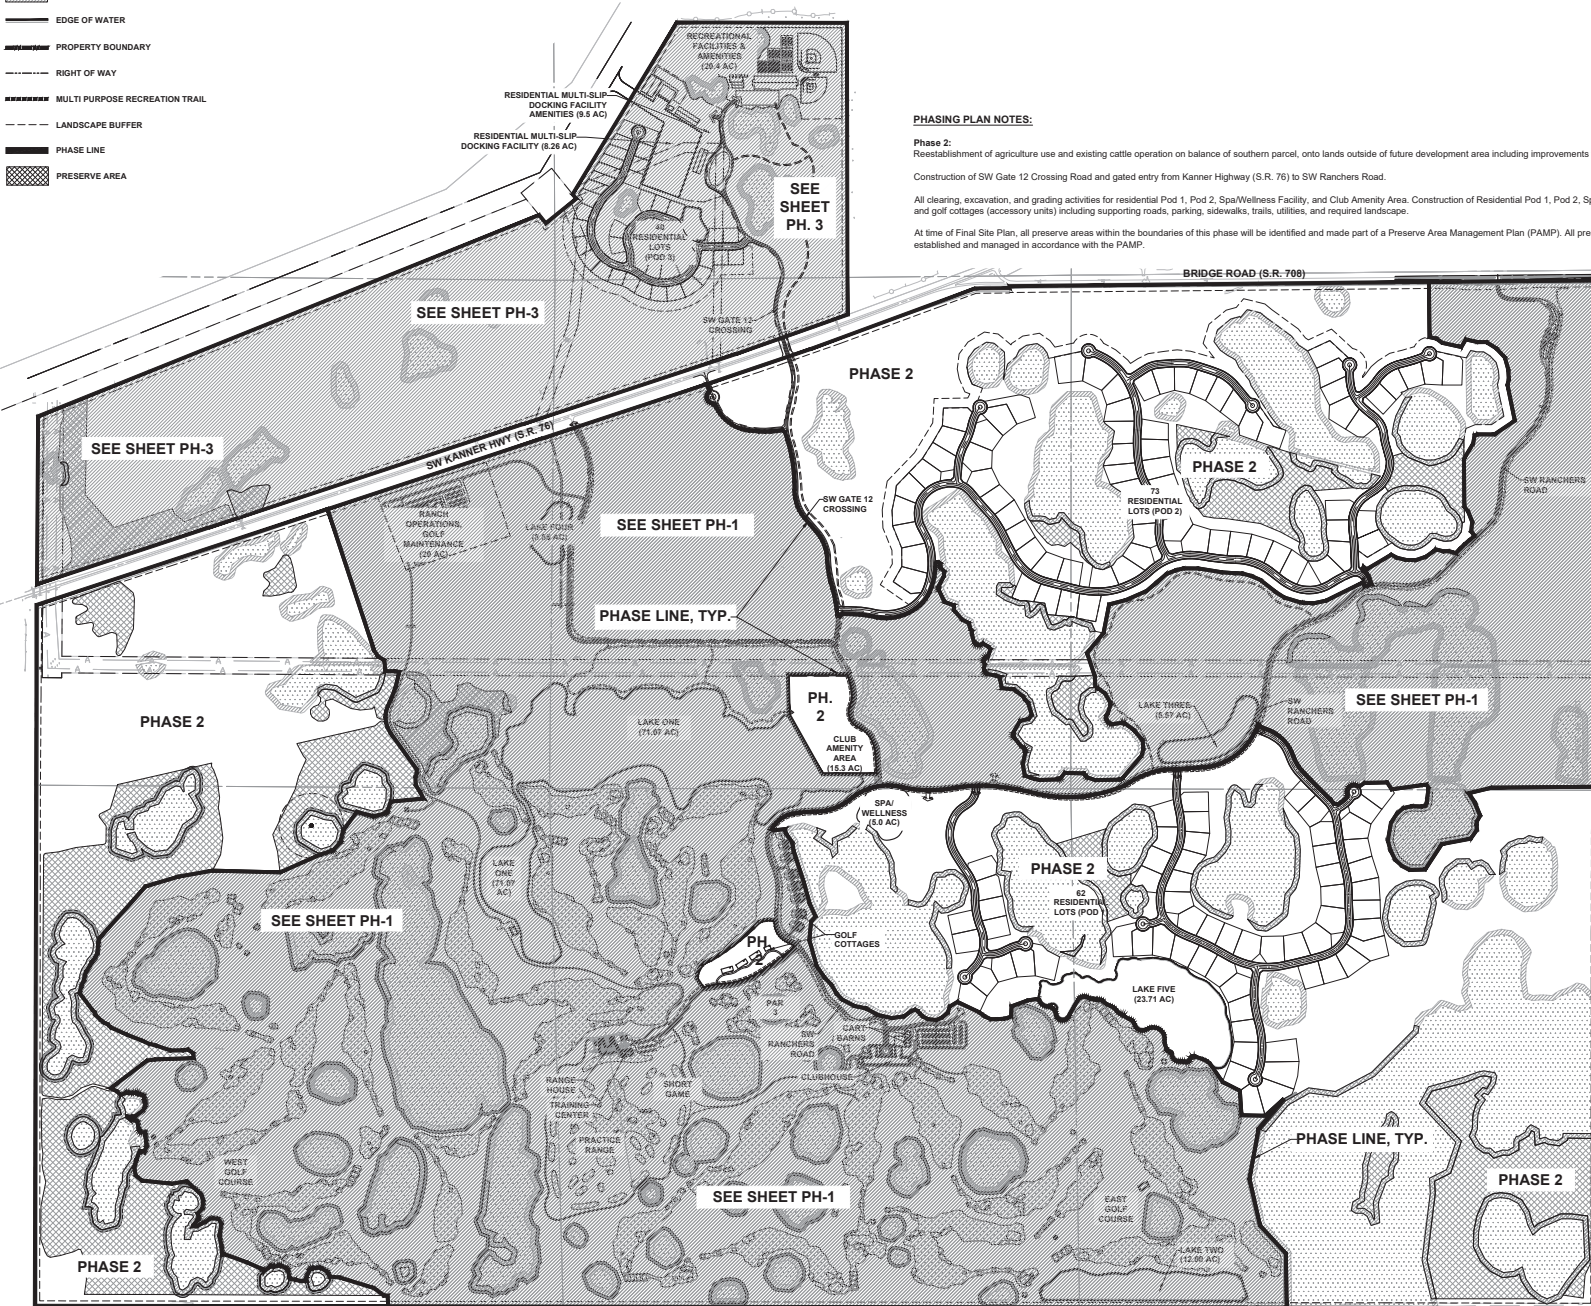 EDGE OF WATER
PROPERTY BOUNDARY
RIGHT OF WAY
MULTI PURPOSE RECREATION TRAIL
LANDSCAPE BUFFER
PHASE LINE
PRESERVE AREA
RECREATIONAL
FACILITIES &
AMENITIES
(20.4 AC)
RESIDENTIAL MULTI-SLIP
DOCKING FACILITY
AMENITIES (9.5 AC)
RESIDENTIAL MULTI-SLIP
DOCKING FACILITY (8.26 AC)
SEE
SHEET
PH. 3
RESIDENTIAL
LOTS
(POD 3)
SEE SHEET PH-3
SW GATE 12
CROSSING
SEE SHEET PH-3
SW KANNER HWY (S.R. 76)
PHASING PLAN NOTES:
Phase 2:
Reestablishment of agriculture use and existing cattle operation on balance of southern parcel, onto lands outside of future development area including improvements
Construction of SW Gate 12 Crossing Road and gated entry from Kanner Highway (S.R. 76) to SW Ranchers Road.
All clearing, excavation, and grading activities for residential Pod 1, Pod 2, Spa/Wellness Facility, and Club Amenity Area. Construction of Residential Pod 1, Pod 2, Sp
and golf cottages (accessory units) including supporting roads, parking, sidewalks, trails, utilities, and required landscape.
At time of Final Site Plan, all preserve areas within the boundaries of this phase will be identified and made part of a Preserve Area Management Plan (PAMP). All pre
established and managed in accordance with the PAMP.
BRIDGE ROAD (S.R. 708)
PHASE 2
PHASE 2
73
RESIDENTIAL
LOTS (POD 2)
SW RANCHERS
ROAD
SW GATE 12
CROSSING
RANCH
OPERATIONS,
GOLF
MAINTENANCE
(20 AC)
LAKE FOUR
SEE SHEET PH-1
PHASE LINE, TYP.
PHASE 2
LAKE ONE
(71.07 AC)
PH.
2
CLUB
AMENITY
AREA
(15.3 AC)
LAKE THREE
(5.57 AC)
SW
RANCHERS
ROAD
SEE SHEET PH-1
SPA/
WELLNESS
(5.0 AC)
LAKE
ONE
(71.07
AC)
PHASE 2
62
RESIDENTIA
LOTS (POD
SEE SHEET PH-1
GOLF
COTTAGES
PH.
2
LAKE FIVE
(23.71 AC)
PAR
3
SW
RANCHERS
ROAD
CART
BARNS
CLUBHOUSE
RANGE
HOUSE
TRAINING
CENTER
SHORT
GAME
PRACTICE
RANGE
WEST
GOLF
COURSE
SEE SHEET PH-1
EAST
GOLF
COURSE
PHASE LINE, TYP.
PHASE 2
LAKE TWO
(12.00 AC)
PHASE 2